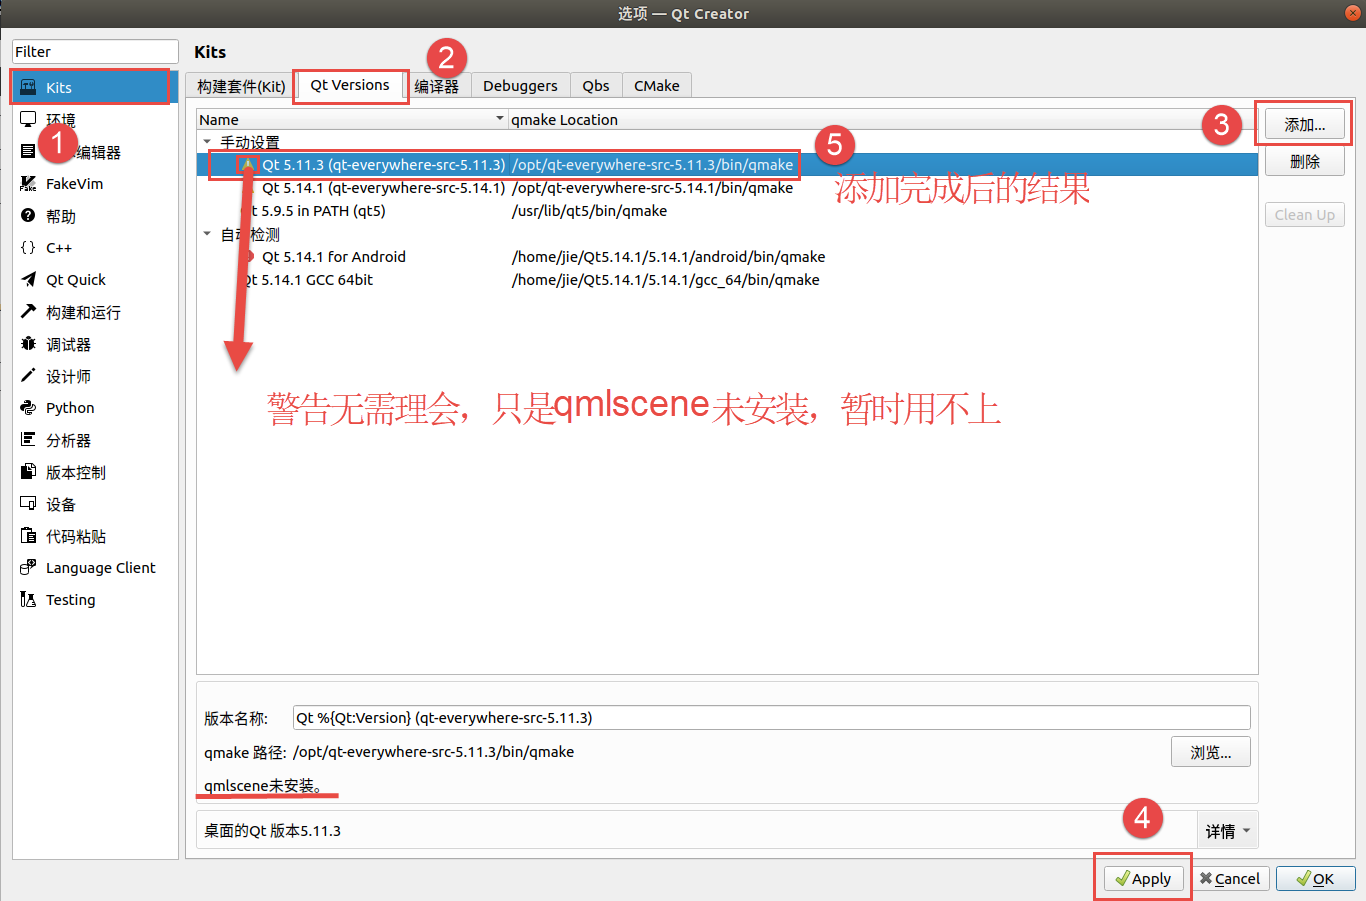 选项 — Qt Creator
Filter
Kits
Kits
环境
编辑器
FakeVim
帮助
C++
Qt Quick
构建和运行
调试器
设计师
Python
分析器
版本控制
设备
代码粘贴
Language Client
Testing
1
2
构建套件(Kit) Qt Versions 编译器 Debuggers Qbs CMake
Name qmake Location
手动设置
Qt 5.11.3 (qt-everywhere-src-5.11.3) /opt/qt-everywhere-src-5.11.3/bin/qmake
Qt 5.14.1 (qt-everywhere-src-5.14.1) /opt/qt-everywhere-src-5.14.1/bin/qmake
t 5.9.5 in PATH (qt5) /usr/lib/qt5/bin/qmake
自动检测
Qt 5.14.1 for Android /home/jie/Qt5.14.1/5.14.1/android/bin/qmake
Qt 5.14.1 GCC 64bit /home/jie/Qt5.14.1/5.14.1/gcc_64/bin/qmake
3
添加...
删除
Clean Up
5
添加完成后的结果
警告无需理会，只是qmlscene未安装，暂时用不上
版本名称: Qt %{Qt:Version} (qt-everywhere-src-5.11.3)
qmake 路径: /opt/qt-everywhere-src-5.11.3/bin/qmake 浏览...
qmlscene未安装。
桌面的Qt 版本5.11.3 详情
4
Apply Cancel OK